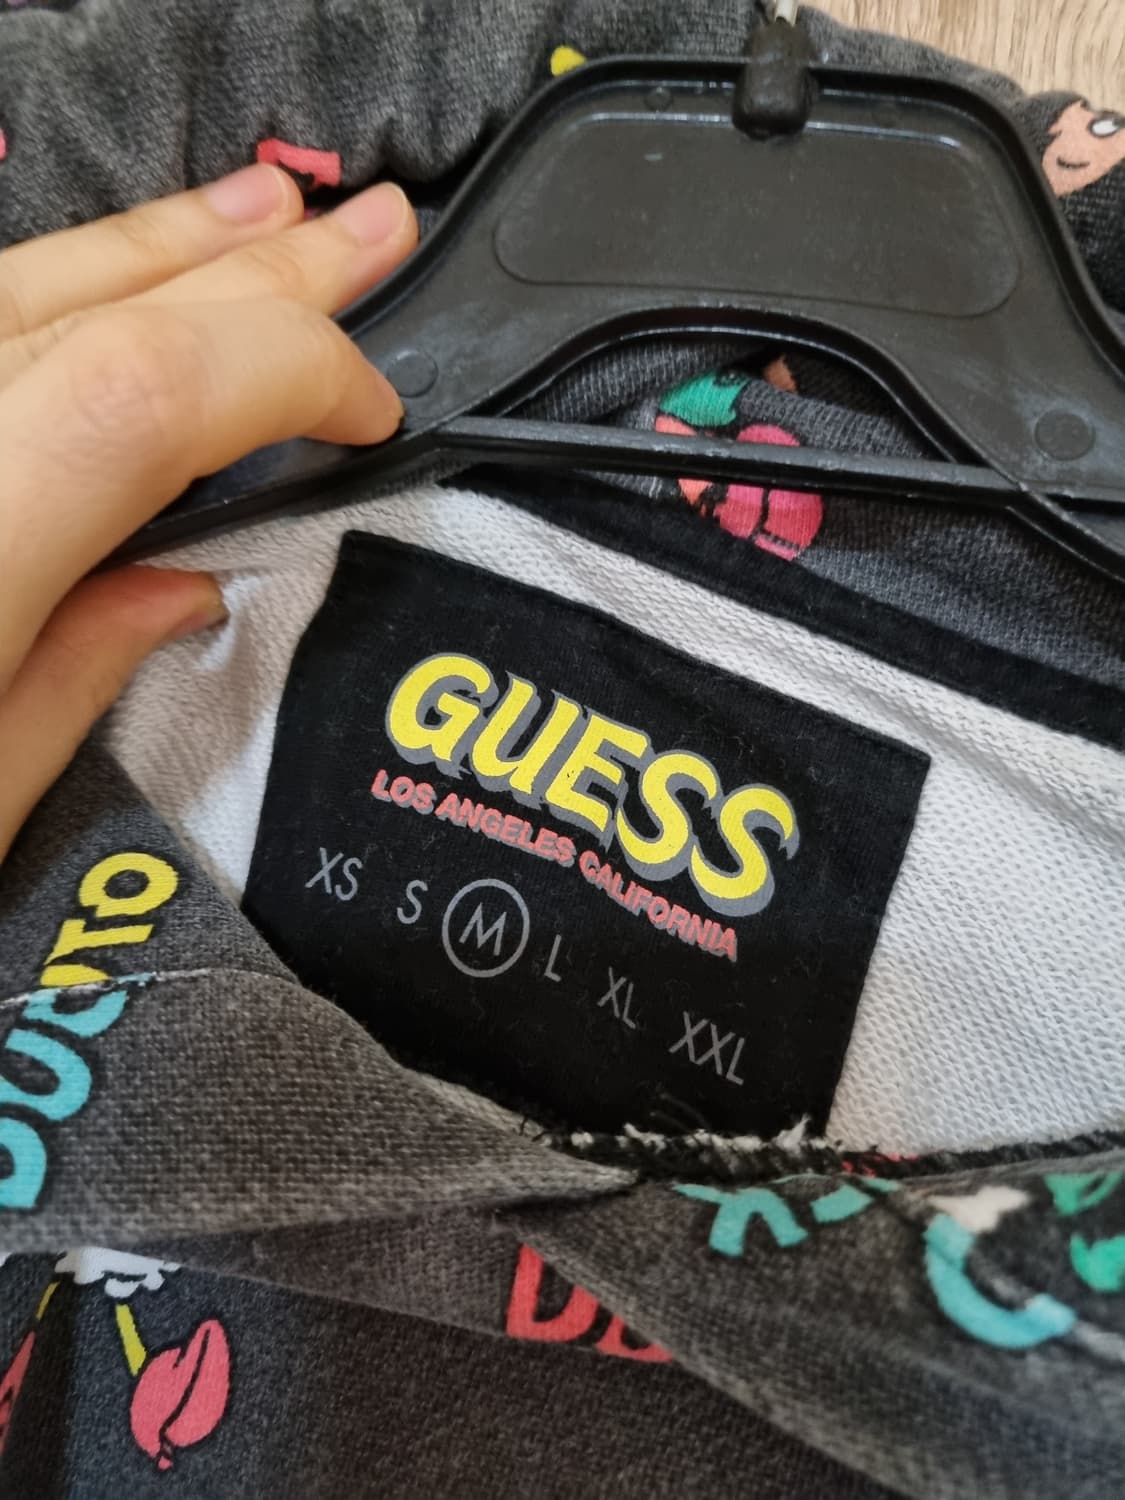 GUESS
LOS ANGELES CALIFORNIA
XS S M L XL XXL